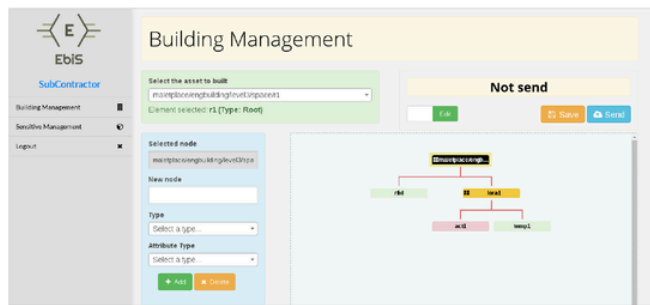 E
EbiS
SubContractor
Building Management
Sensitive Management
Logout
Building Management
Select the asset to built
Element selected: r1 (Type: Root)
Not send
Edit
Save
Send
Selected node
New node
Type
Select a type...
Attribute Type
Select a type...
+ Add
× Delete
act1
temp1